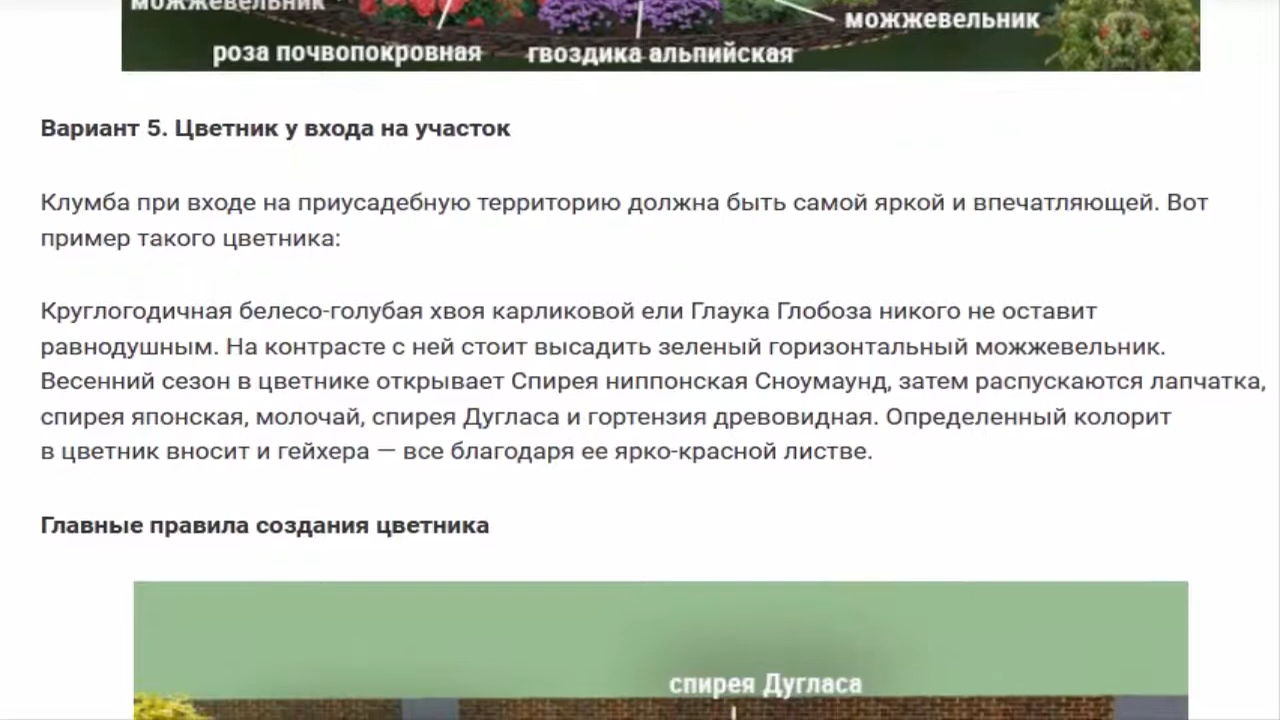 можжевельник
можжевельник
роза почвопокровная гвоздика альпийская
Вариант 5. Цветник у входа на участок
Клумба при входе на приусадебную территорию должна быть самой яркой и впечатляющей. Вот
пример такого цветника:
Круглогодичная белесо-голубая хвоя карликовой ели Глаука Глобоза никого не оставит
равнодушным. На контрасте с ней стоит высадить зеленый горизонтальный можжевельник.
Весенний сезон в цветнике открывает Спирея ниппонская Сноумаунд, затем распускаются лапчатка,
спирея японская, молочай, спирея Дугласа и гортензия древовидная. Определенный колорит
в цветник вносит и гейхера — все благодаря ее ярко-красной листве.
Главные правила создания цветника
спирея Дугласа